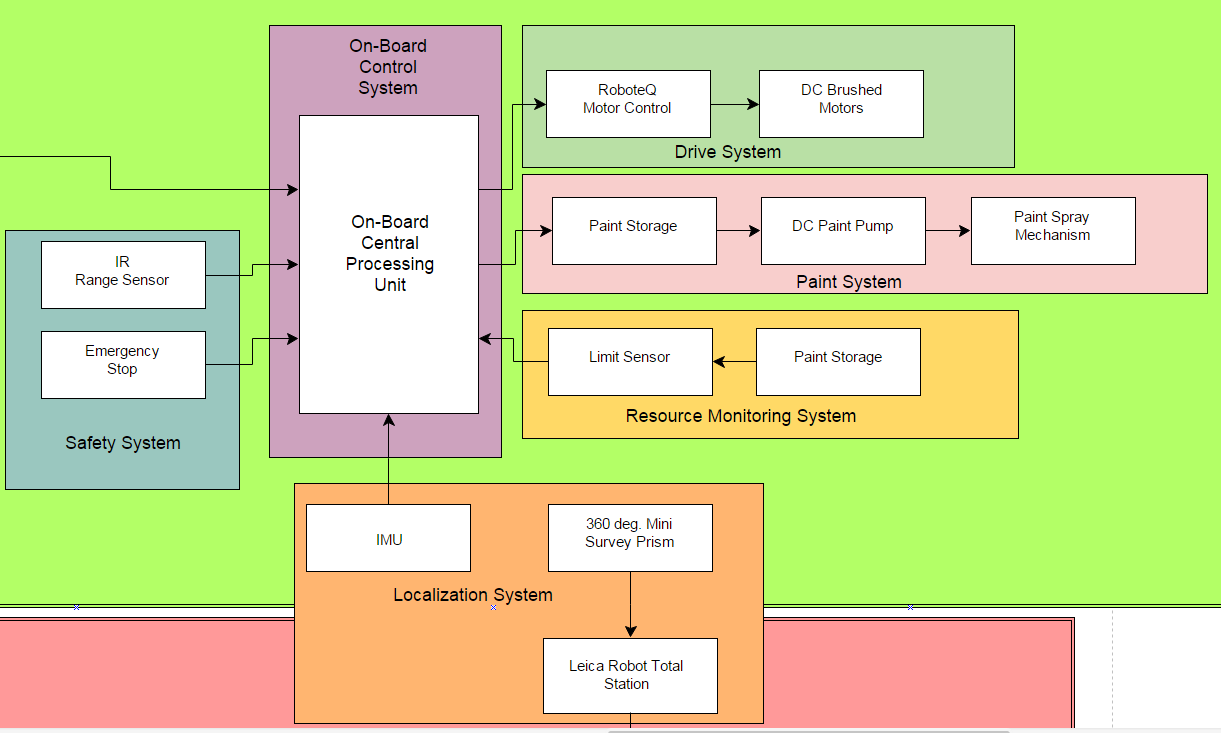 On-Board
Control
System
On-Board
Central
Processing
Unit
RoboteQ
Motor Control
DC Brushed
Motors
Drive System
Paint Storage
DC Paint Pump
Paint Spray
Mechanism
Paint System
IR
Range Sensor
Emergency
Stop
Safety System
Limit Sensor
Paint Storage
Resource Monitoring System
IMU
360 deg. Mini
Survey Prism
Localization System
Leica Robot Total
Station